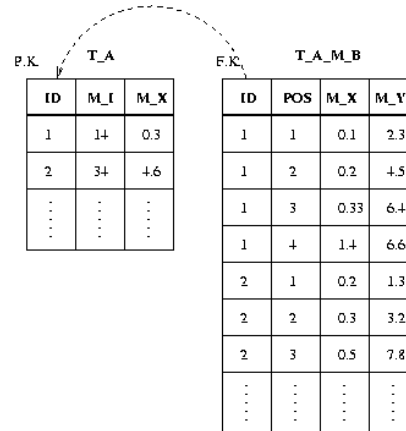 T_A
T_A_M_B
P.K.
F.K.
ID M_I M_X
1 14 0.3
2 34 4.6
ID POS M_X M_Y
1 1 0.1 2.3
1 2 0.2 4.5
1 3 0.33 6.4
1 4 1.4 6.6
2 1 0.2 1.3
2 2 0.3 3.2
2 3 0.5 7.8